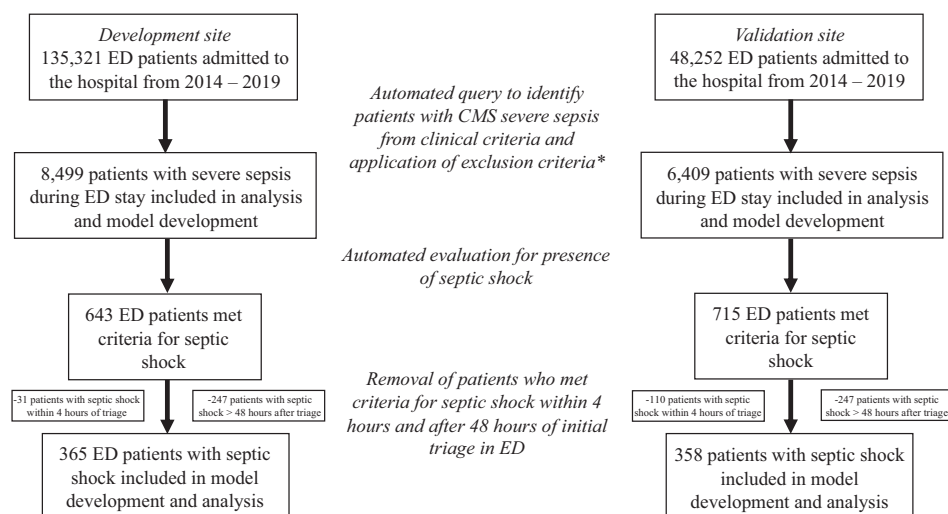 Development site
135,321 ED patients admitted to
the hospital from 2014 – 2019
Validation site
48,252 ED patients admitted to
the hospital from 2014 – 2019
Automated query to identify
patients with CMS severe sepsis
from clinical criteria and
application of exclusion criteria*
8,499 patients with severe sepsis
during ED stay included in analysis
and model development
6,409 patients with severe sepsis
during ED stay included in analysis
and model development
Automated evaluation for presence
of septic shock
643 ED patients met
criteria for septic
shock
715 ED patients met
criteria for septic
shock
-31 patients with septic shock
within 4 hours of triage
-247 patients with septic
shock > 48 hours after triage
Removal of patients who met
criteria for septic shock within 4
hours and after 48 hours of initial
triage in ED
-110 patients with septic
shock within 4 hours of triage
-247 patients with septic
shock > 48 hours after triage
365 ED patients with septic
shock included in model
development and analysis
358 patients with septic shock
included in model
development and analysis